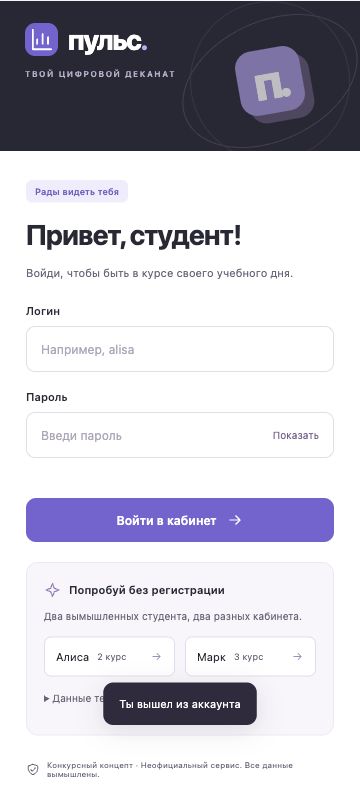 пульс.
ТВОЙ ЦИФРОВОЙ ДЕКАНАТ
п.
Рады видеть тебя
Привет, студент!
Войди, чтобы быть в курсе своего учебного дня.
Логин
Например, alisa
Пароль
Введи пароль
Показать
Войти в кабинет →
Попробуй без регистрации
Два вымышленных студента, два разных кабинета.
Алиса 2 курс →
Марк 3 курс →
Данные
Ты вышел из аккаунта
Конкурсный концепт · Неофициальный сервис. Все данные
вымышлены.